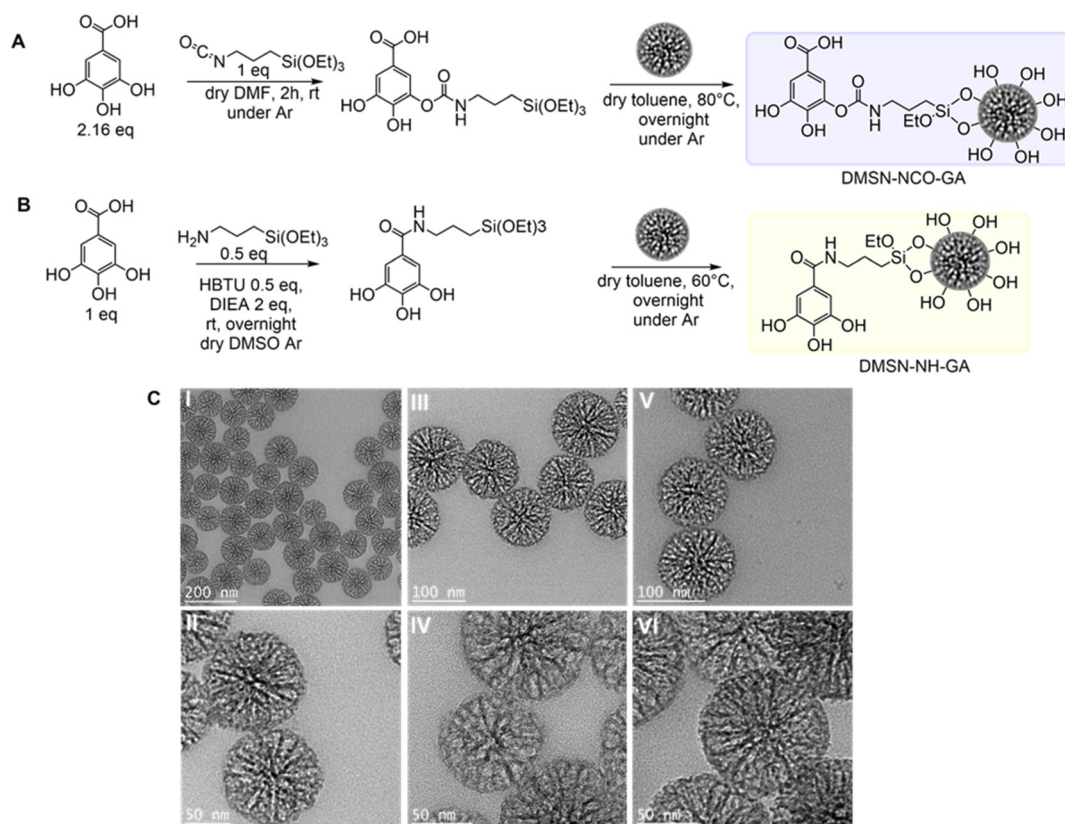 A
O
OH
HO
OH
OH
2.16 eq
O
C
N
Si(OEt)3
1 eq
dry DMF, 2h, rt
under Ar
O
OH
HO
OH
O
O
N
H
Si(OEt)3
dry toluene, 80°C,
overnight
under Ar
O
OH
HO
OH
O
O
N
H
Si
EtO
O
O
HO
OH
OH
OH
OH
OH
HO
HO
DMSN-NCO-GA
B
O
OH
HO
OH
OH
1 eq
H2N
Si(OEt)3
0.5 eq
HBTU 0.5 eq,
DIEA 2 eq,
rt, overnight
dry DMSO Ar
O
H
N
Si(OEt)3
HO
OH
OH
dry toluene, 60°C,
overnight
under Ar
O
H
N
EtO
Si
O
O
HO
OH
OH
OH
OH
OH
HO
HO
HO
OH
OH
DMSN-NH-GA
C
I
200 nm
III
100 nm
V
100 nm
II
50 nm
IV
50 nm
VI
50 nm